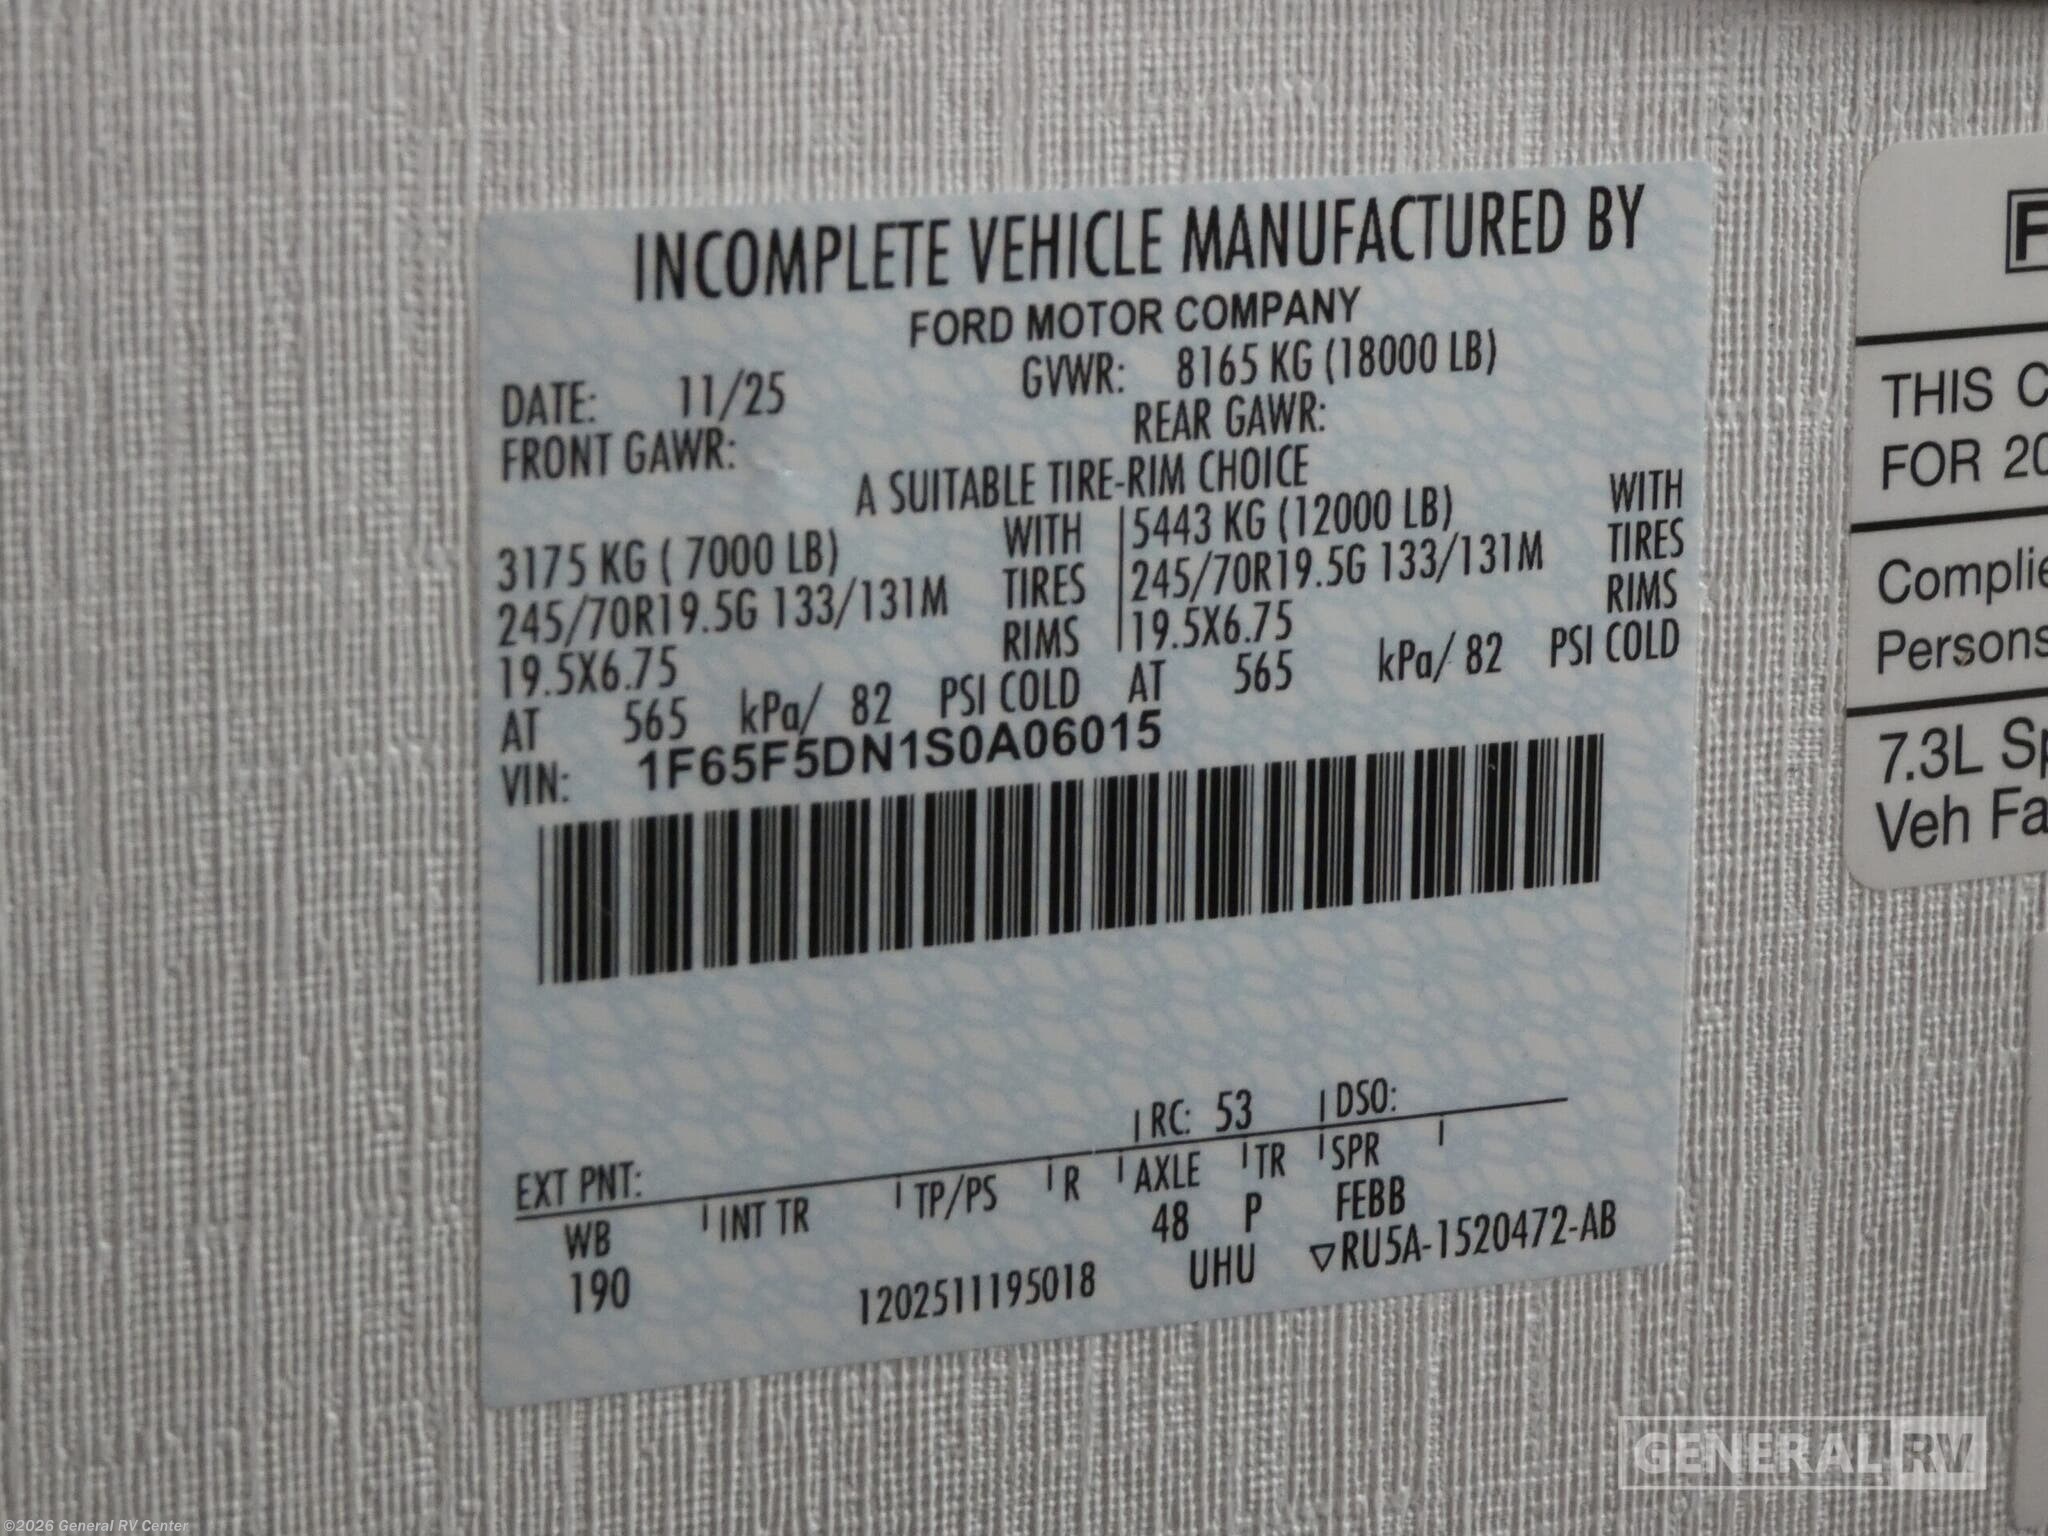 INCOMPLETE VEHICLE MANUFACTURED BY
FORD MOTOR COMPANY
DATE: 11/25 GVWR: 8165 KG (18000 LB)
FRONT GAWR: REAR GAWR:
A SUITABLE TIRE-RIM CHOICE
3175 KG ( 7000 LB) WITH 5443 KG (12000 LB) WITH
245/70R19.5G 133/131M TIRES 245/70R19.5G 133/131M TIRES
19.5X6.75 RIMS 19.5X6.75 RIMS
AT 565 kPa/ 82 PSI COLD AT 565 kPa/ 82 PSI COLD
VIN: 1F65F5DN1S0A06015
RC: 53 DSO:
EXT PNT:
WB INT TR TP/PS R AXLE TR SPR
190 48 P FEBB
1202511195018 UHU ▽RU5A-1520472-AB
F
THIS C
FOR 20
Complie
Persons
7.3L Sp
Veh Fa
GENERAL RV
©2026 General RV Center